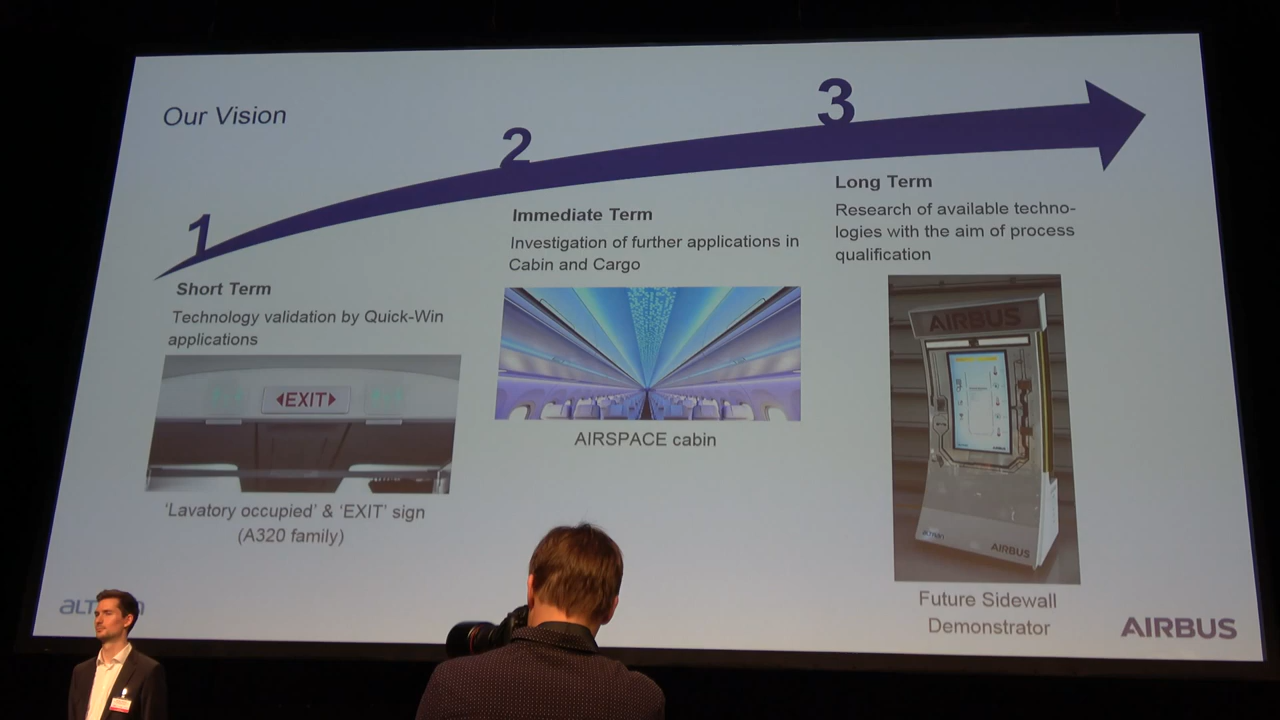 Our Vision
1
2
3
Short Term
Technology validation by Quick-Win
applications
◀EXIT▶
'Lavatory occupied' & 'EXIT' sign
(A320 family)
Immediate Term
Investigation of further applications in
Cabin and Cargo
AIRSPACE cabin
Long Term
Research of available techno-
logies with the aim of process
qualification
AIRBUS
altran
AIRBUS
Future Sidewall
Demonstrator
AIRBUS